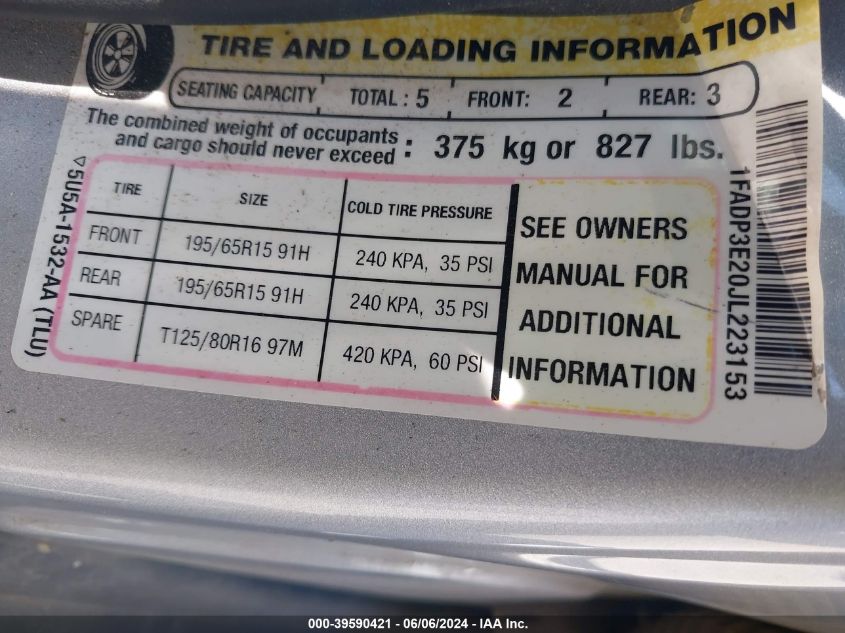 TIRE AND LOADING INFORMATION
SEATING CAPACITY TOTAL : 5 FRONT: 2 REAR: 3
The combined weight of occupants
and cargo should never exceed : 375 kg or 827 lbs.
TIRE SIZE COLD TIRE PRESSURE
FRONT 195/65R15 91H 240 KPA, 35 PSI
REAR 195/65R15 91H 240 KPA, 35 PSI
SPARE T125/80R16 97M 420 KPA, 60 PSI
SEE OWNERS
MANUAL FOR
ADDITIONAL
INFORMATION
5U5A-1532-AA (TLU)
1FADP3E20JL223153
000-39590421 - 06/06/2024 - IAA Inc.